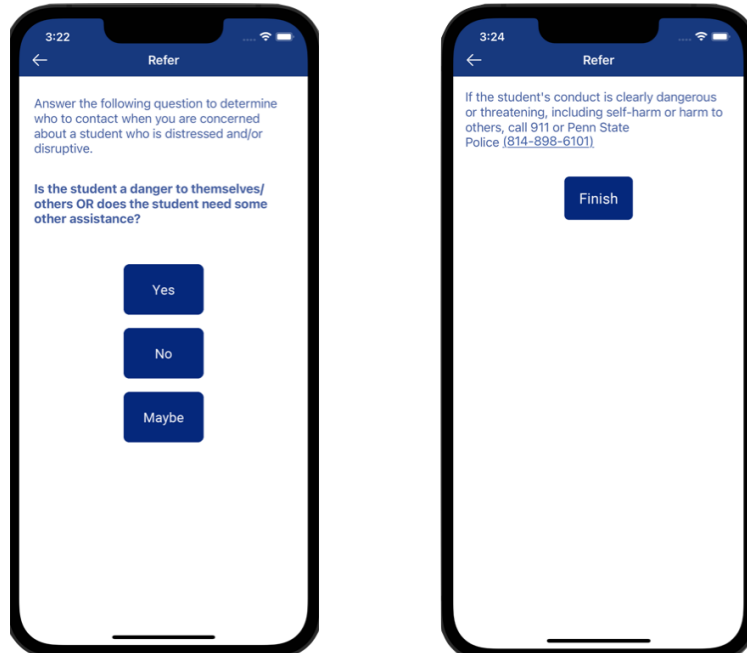 3:22
Refer
Answer the following question to determine
who to contact when you are concerned
about a student who is distressed and/or
disruptive.
Is the student a danger to themselves/
others OR does the student need some
other assistance?
Yes
No
Maybe
3:24
Refer
If the student's conduct is clearly dangerous
or threatening, including self-harm or harm to
others, call 911 or Penn State
Police (814-898-6101)
Finish